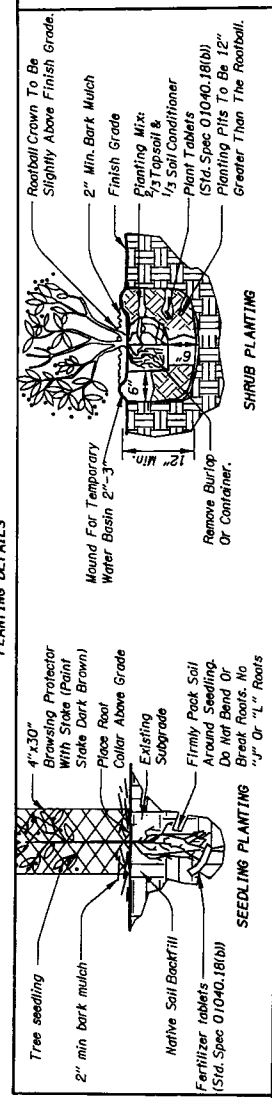 PLANTING DETAILS
Tree seedling
2" min bark mulch
Native Soil Backfill
Fertilizer tablets
(Std. Spec 01040.18(b))
4"x30"
Browsing Protector
With Stake (Paint
Stake Dark Brown)
Place Root
Collar Above Grade
Existing
Subgrade
Firmly Pack Soil
Around Seedling.
Do Not Bend Or
Break Roots. No
"J" Or "L" Roots
SEEDLING PLANTING
Mound For Temporary
Water Basin 2"-3"
12" Min.
6"
6"
Remove Burlap
Or Container.
Rootball Crown To Be
Slightly Above Finish Grade.
2" Min. Bark Mulch
Finish Grade
Planting Mix:
2/3 Topsoil &
1/3 Soil Conditioner
Plant Tablets
(Std. Spec 01040.18(b))
Planting Pits To Be 12"
Greater Than The Rootball.
SHRUB PLANTING